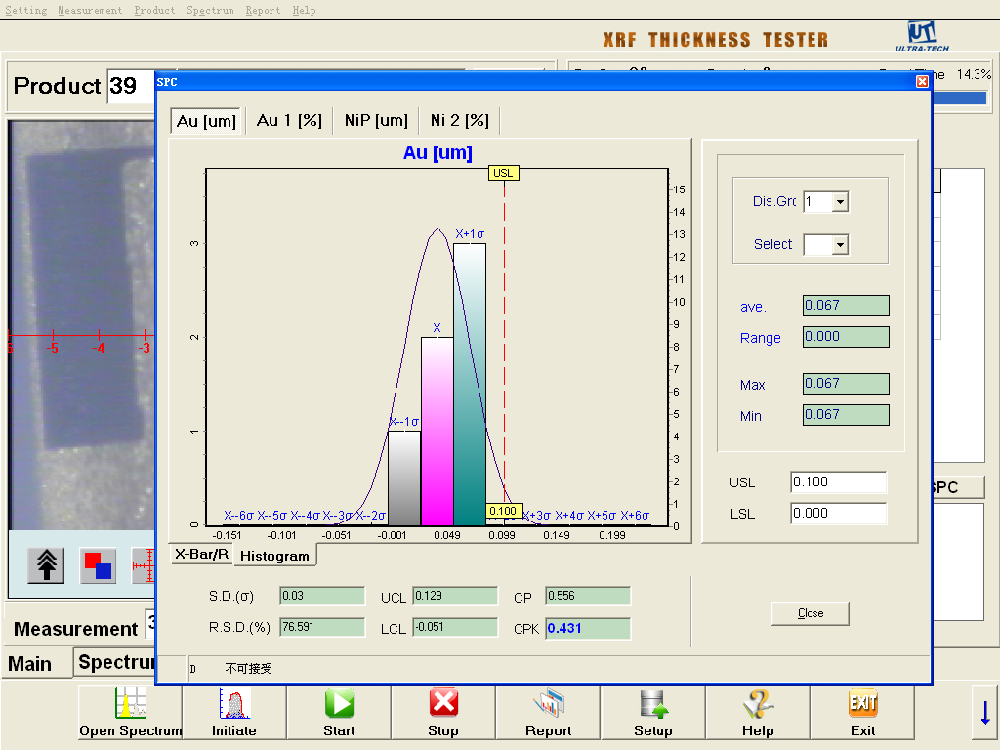 Setting Measurement Product Spectrum Report Help
XRF THICKNESS TESTER
UT
ULTRA-TECH
Product 39
14.3%
SPC
Au [um] Au 1 [%] NiP [um] Ni 2 [%]
Au [um]
USL
X+1σ
X
X--1σ
X--6σ X--5σ X--4σ X--3σ X--2σ 0.100 X+3σ X+4σ X+5σ X+6σ
0 1 2 3
15
14
13
12
11
10
9
8
7
6
5
4
3
2
1
0
-0.151 -0.101 -0.051 -0.001 0.049 0.099 0.149 0.199
X-Bar/R Histogram
Dis.Grc 1
Select
ave. 0.067
Range 0.000
Max 0.067
Min 0.067
USL 0.100
LSL 0.000
S.D.(σ) 0.03 UCL 0.129 CP 0.556
R.S.D.(%) 76.591 LCL -0.051 CPK 0.431
Close
D 不可接受
-5 -4 -3
Measurement
Main Spectrum
Open Spectrum Initiate Start Stop Report Setup Help EXIT Exit